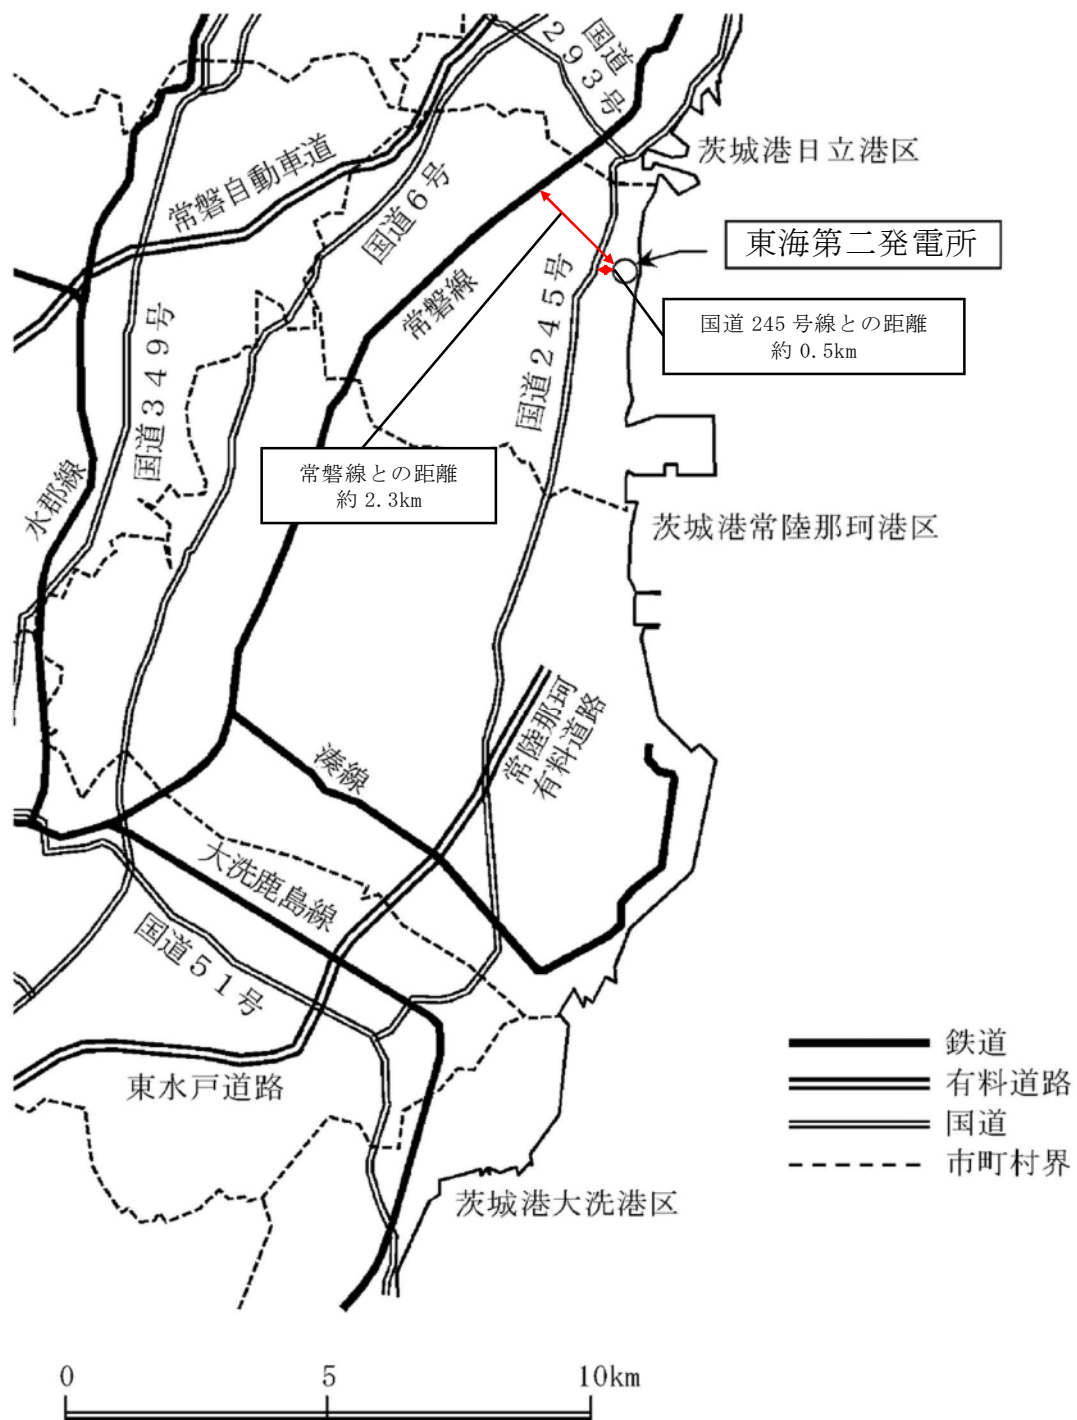 国道
293号
茨城港日立港区
常磐自動車道
国道6号
東海第二発電所
常磐線
国道245号
国道 245 号線との距離
約 0.5km
国道349号
常磐線との距離
約 2.3km
水郡線
茨城港常陸那珂港区
常陸那珂
有料道路
湊線
大洗鹿島線
国道51号
東水戸道路
鉄道
有料道路
国道
市町村界
茨城港大洗港区
0 5 10km